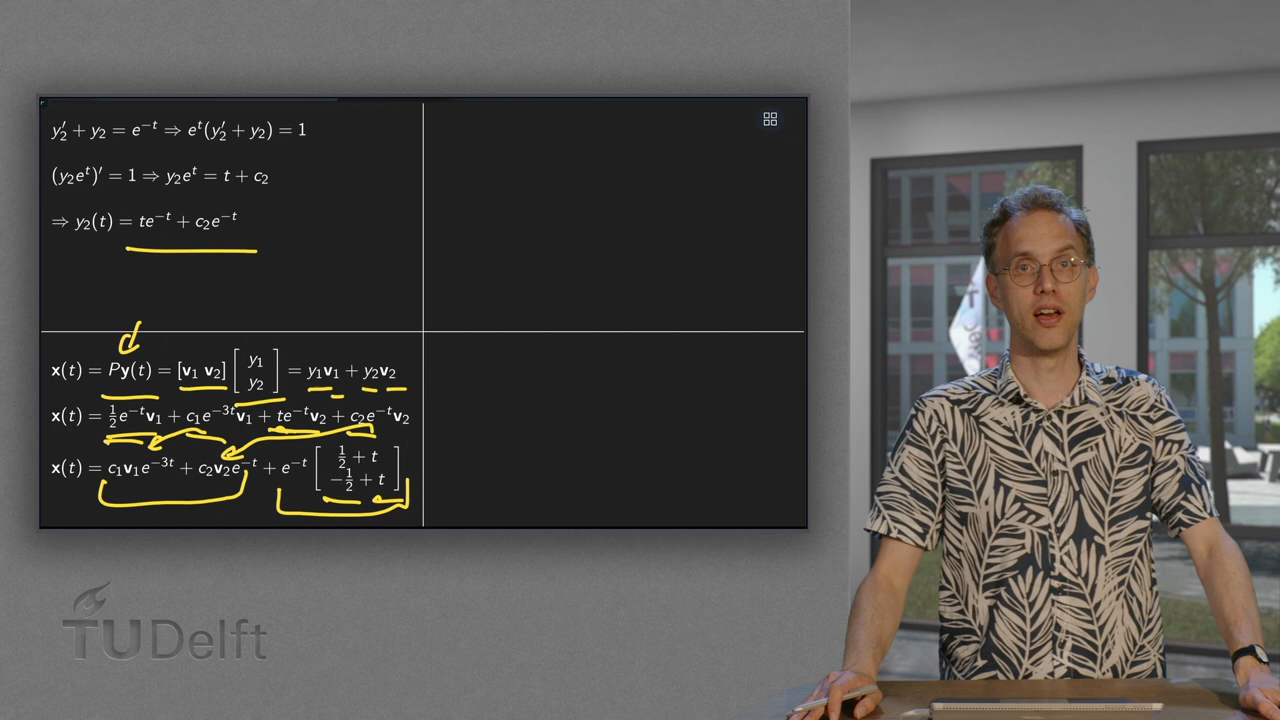 y₂′ + y₂ = e⁻ᵗ ⇒ eᵗ(y₂′ + y₂) = 1
(y₂eᵗ)′ = 1 ⇒ y₂eᵗ = t + c₂
⇒ y₂(t) = te⁻ᵗ + c₂e⁻ᵗ
x(t) = Py(t) = [v₁ v₂] [y₁; y₂] = y₁v₁ + y₂v₂
x(t) = ½e⁻ᵗv₁ + c₁e⁻³ᵗv₁ + te⁻ᵗv₂ + c₂e⁻ᵗv₂
x(t) = c₁v₁e⁻³ᵗ + c₂v₂e⁻ᵗ + e⁻ᵗ [½ + t; −½ + t]
TUDelft